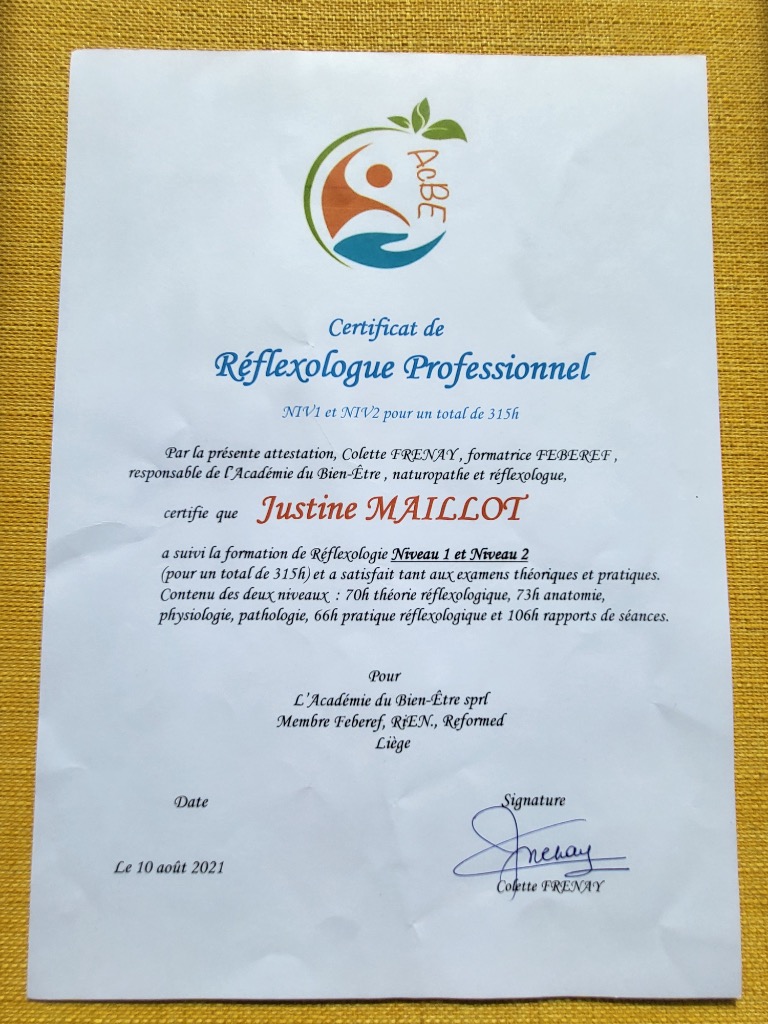 AcBE
Certificat de
Réflexologue Professionnel
NIV1 et NIV2 pour un total de 315h
Par la présente attestation, Colette FRENAY , formatrice FEBEREF ,
responsable de l'Académie du Bien-Être , naturopathe et réflexologue,
certifie que Justine MAILLOT
a suivi la formation de Réflexologie Niveau 1 et Niveau 2
(pour un total de 315h) et a satisfait tant aux examens théoriques et pratiques.
Contenu des deux niveaux : 70h théorie réflexologique, 73h anatomie,
physiologie, pathologie, 66h pratique réflexologique et 106h rapports de séances.
Pour
L'Académie du Bien-Être sprl
Membre Feberef, RiEN., Reformed
Liège
Date Signature
Frenay
Le 10 août 2021
Colette FRENAY